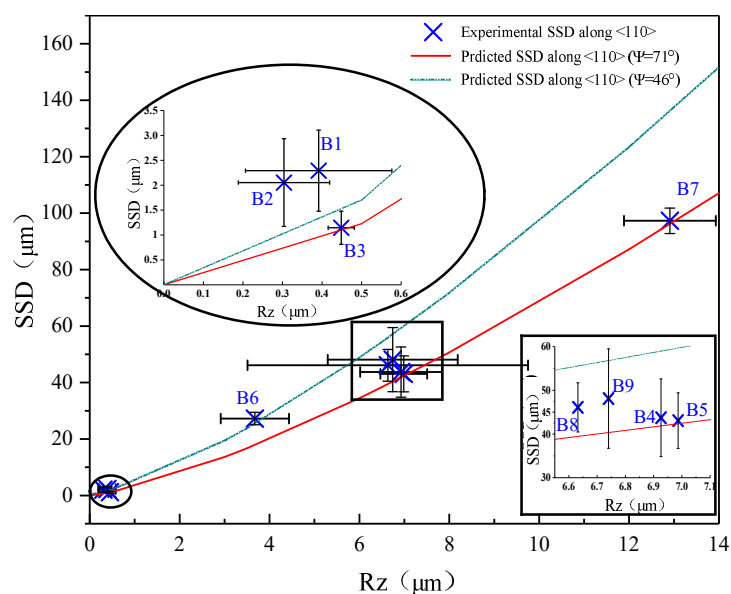 Experimental SSD along <110>
Prdicted SSD along <110> (Ψ=71°)
Prdicted SSD along <110> (Ψ=46°)
160
140
120
100
80
60
40
20
0
SSD（μm）
0 2 4 6 8 10 12 14
Rz（μm）
B6
B7
3.5
3.0
2.5
2
1.5
1
0.5
SSD（μm）
B1
B2
B3
0.0 0.1 0.2 0.3 0.4 0.5 0.6
Rz（μm）
60
50
45
40
30
SSD（μm）
B8
B9
B4
B5
6.6 6.7 6.8 6.9 7.0 7.1
Rz（μm）